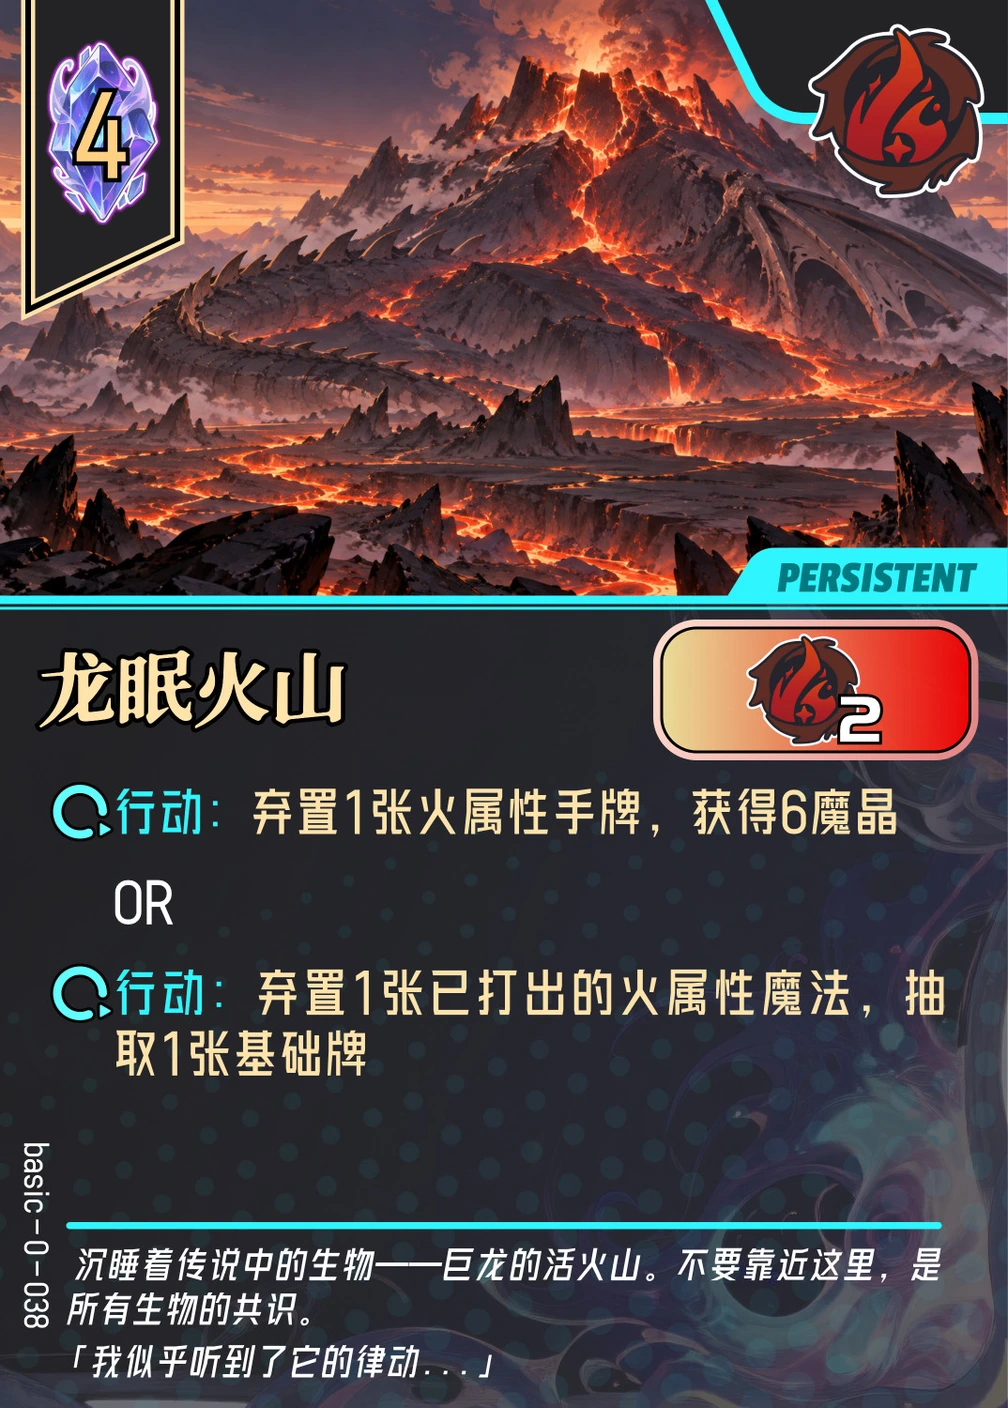 4
PERSISTENT
龙眠火山
2
行动：弃置1张火属性手牌，获得6魔晶
OR
行动：弃置1张已打出的火属性魔法，抽
取1张基础牌
basic-0-038
沉睡着传说中的生物——巨龙的活火山。不要靠近这里，是
所有生物的共识。
「我似乎听到了它的律动...」